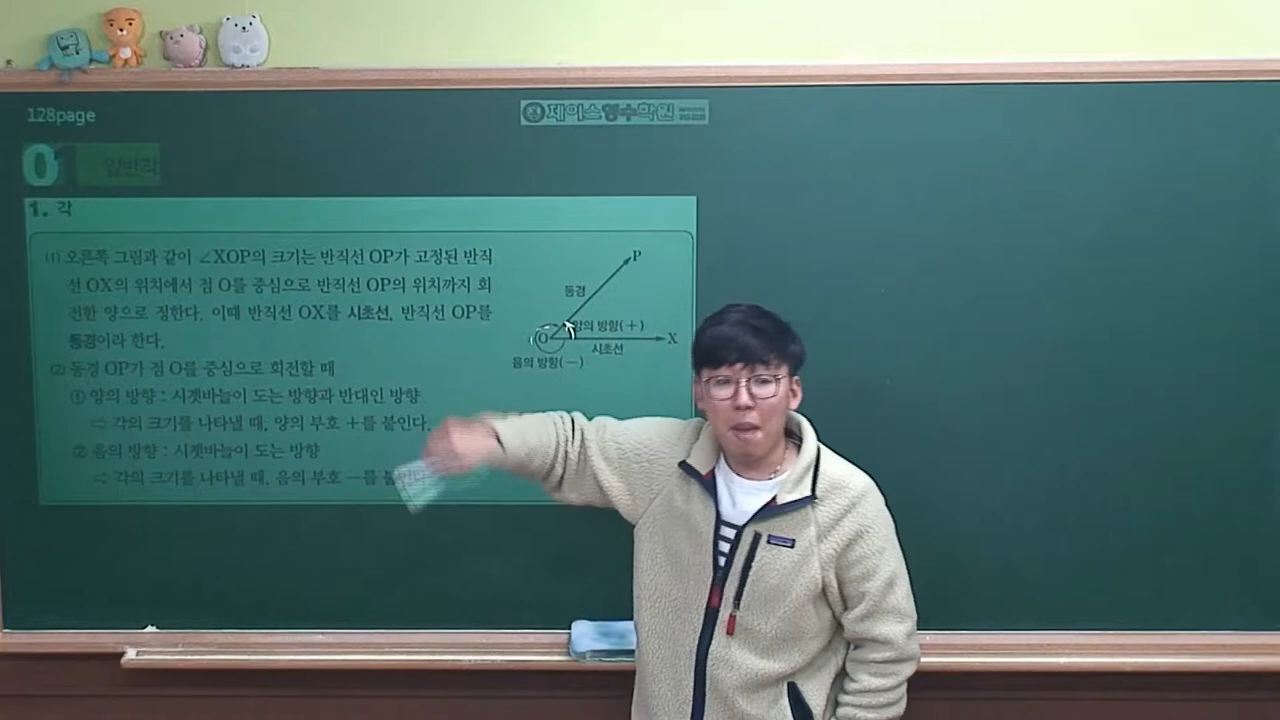 128page
제이스영수학원
0
일반각
1. 각
(1) 오른쪽 그림과 같이 ∠XOP의 크기는 반직선 OP가 고정된 반직
선 OX의 위치에서 점 O를 중심으로 반직선 OP의 위치까지 회
전한 양으로 정한다. 이때 반직선 OX를 시초선, 반직선 OP를
동경이라 한다.
P
동경
양의 방향(+)
O
X
시초선
음의 방향(-)
(2) 동경 OP가 점 O를 중심으로 회전할 때
① 양의 방향 : 시곗바늘이 도는 방향과 반대인 방향
⇨ 각의 크기를 나타낼 때, 양의 부호 +를 붙인다.
② 음의 방향 : 시곗바늘이 도는 방향
⇨ 각의 크기를 나타낼 때, 음의 부호 -를 붙인다